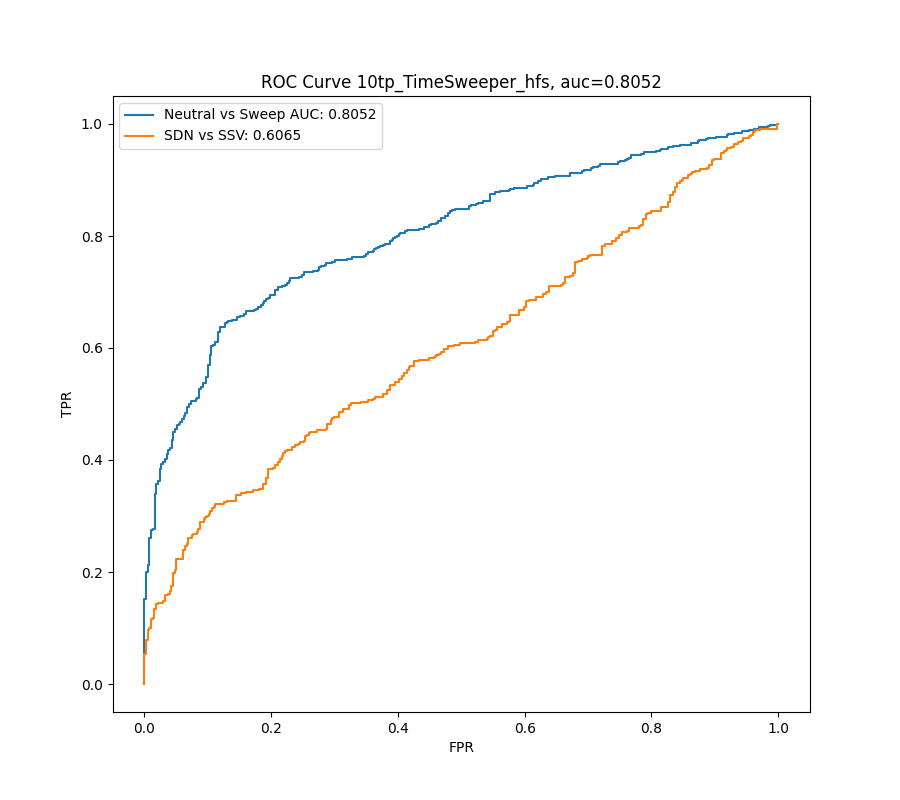 ROC Curve 10tp_TimeSweeper_hfs, auc=0.8052
Neutral vs Sweep AUC: 0.8052
SDN vs SSV: 0.6065
1.0
0.8
0.6
0.4
0.2
0.0
TPR
0.0 0.2 0.4 0.6 0.8 1.0
FPR